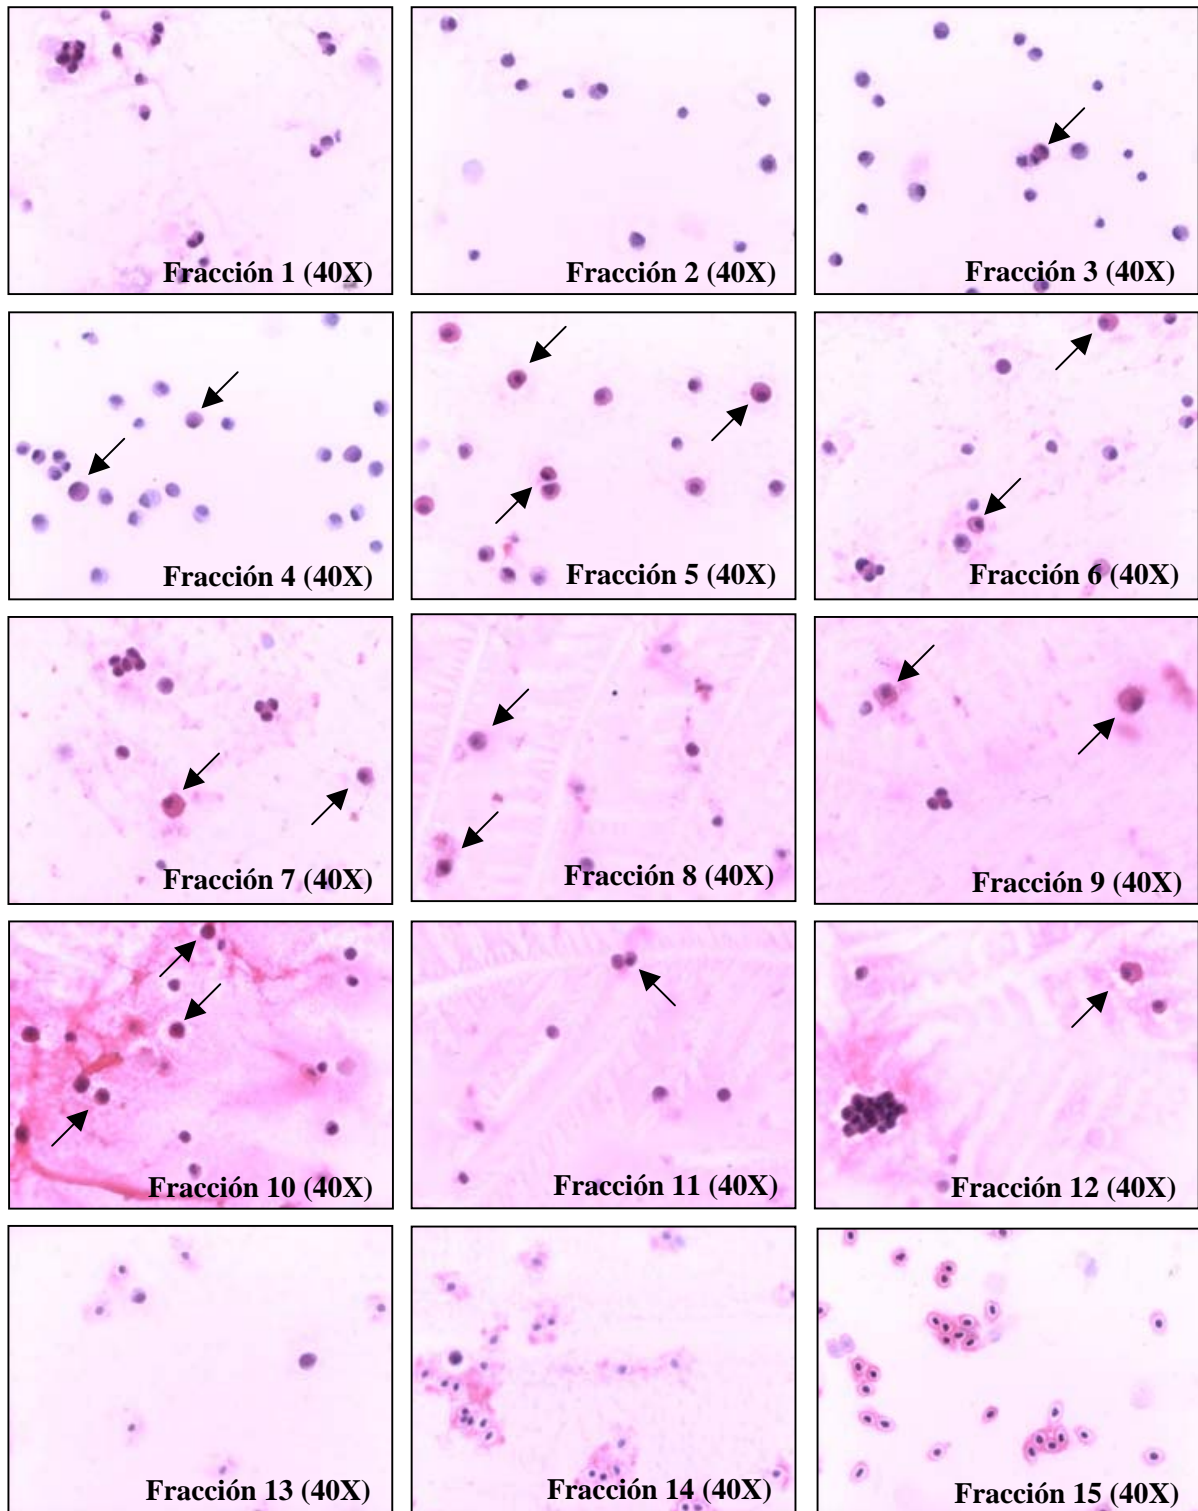 Fracción 1 (40X)
Fracción 2 (40X)
Fracción 3 (40X)
Fracción 4 (40X)
Fracción 5 (40X)
Fracción 6 (40X)
Fracción 7 (40X)
Fracción 8 (40X)
Fracción 9 (40X)
Fracción 10 (40X)
Fracción 11 (40X)
Fracción 12 (40X)
Fracción 13 (40X)
Fracción 14 (40X)
Fracción 15 (40X)